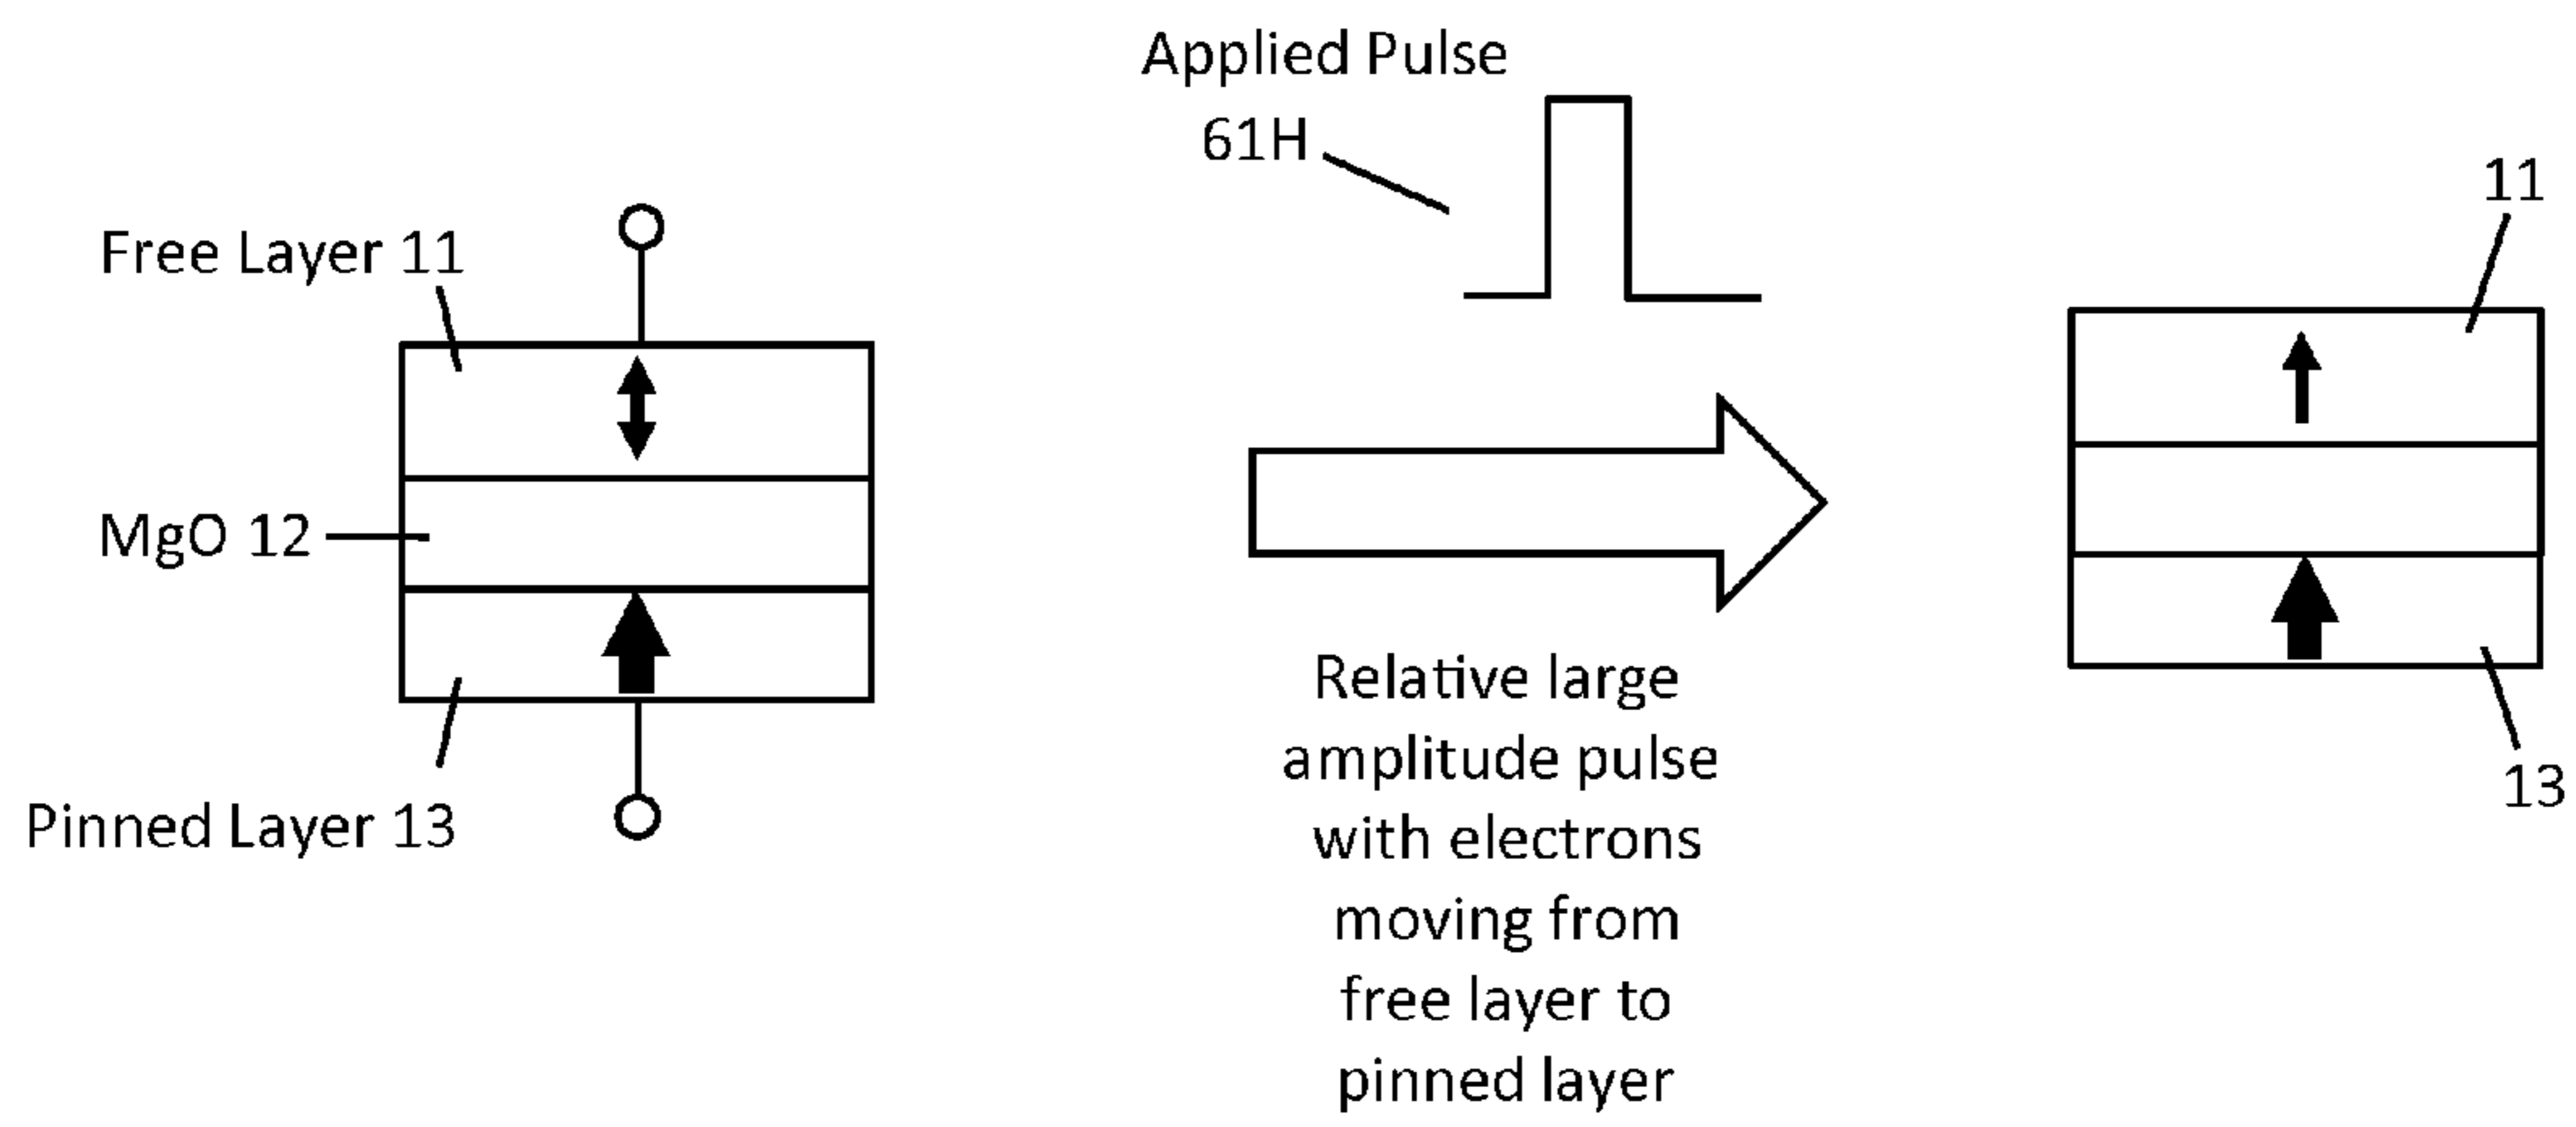 Applied Pulse
61H
11
Free Layer 11
MgO 12
Pinned Layer 13
Relative large
amplitude pulse
with electrons
moving from
free layer to
pinned layer
13